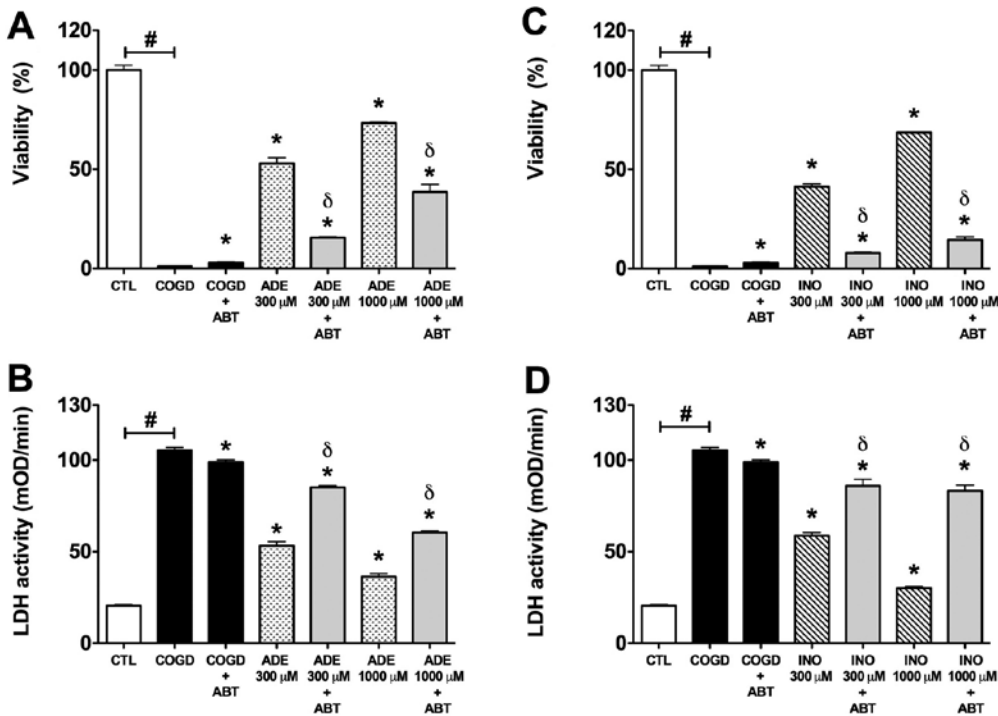 A
Viability (%)
120
100
50
0
#
*
*
δ
*
*
δ
*
CTL COGD COGD + ABT ADE 300 μM ADE 300 μM + ABT ADE 1000 μM ADE 1000 μM + ABT
C
Viability (%)
120
100
50
0
#
*
*
δ
*
*
δ
*
CTL COGD COGD + ABT INO 300 μM INO 300 μM + ABT INO 1000 μM INO 1000 μM + ABT
B
LDH activity (mOD/min)
130
100
50
0
#
*
*
δ
*
*
δ
*
CTL COGD COGD + ABT ADE 300 μM ADE 300 μM + ABT ADE 1000 μM ADE 1000 μM + ABT
D
LDH activity (mOD/min)
130
100
50
0
#
*
*
δ
*
*
δ
*
CTL COGD COGD + ABT INO 300 μM INO 300 μM + ABT INO 1000 μM INO 1000 μM + ABT